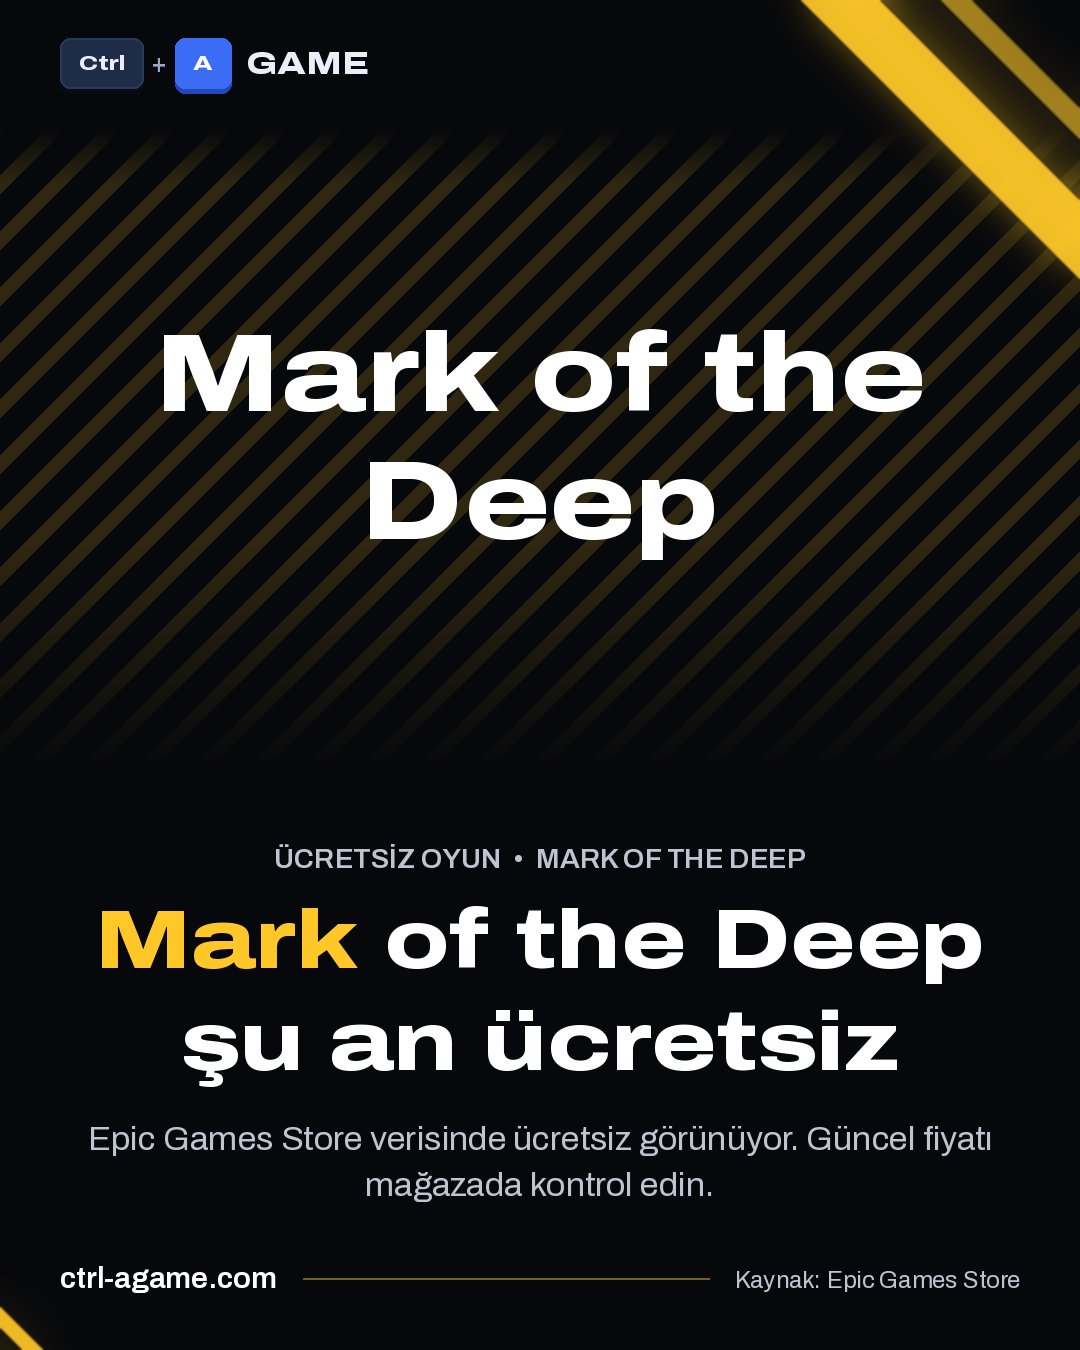 Ctrl + A GAME
Mark of the
Deep
ÜCRETSİZ OYUN • MARK OF THE DEEP
Mark of the Deep
şu an ücretsiz
Epic Games Store verisinde ücretsiz görünüyor. Güncel fiyatı
mağazada kontrol edin.
ctrl-agame.com
Kaynak: Epic Games Store